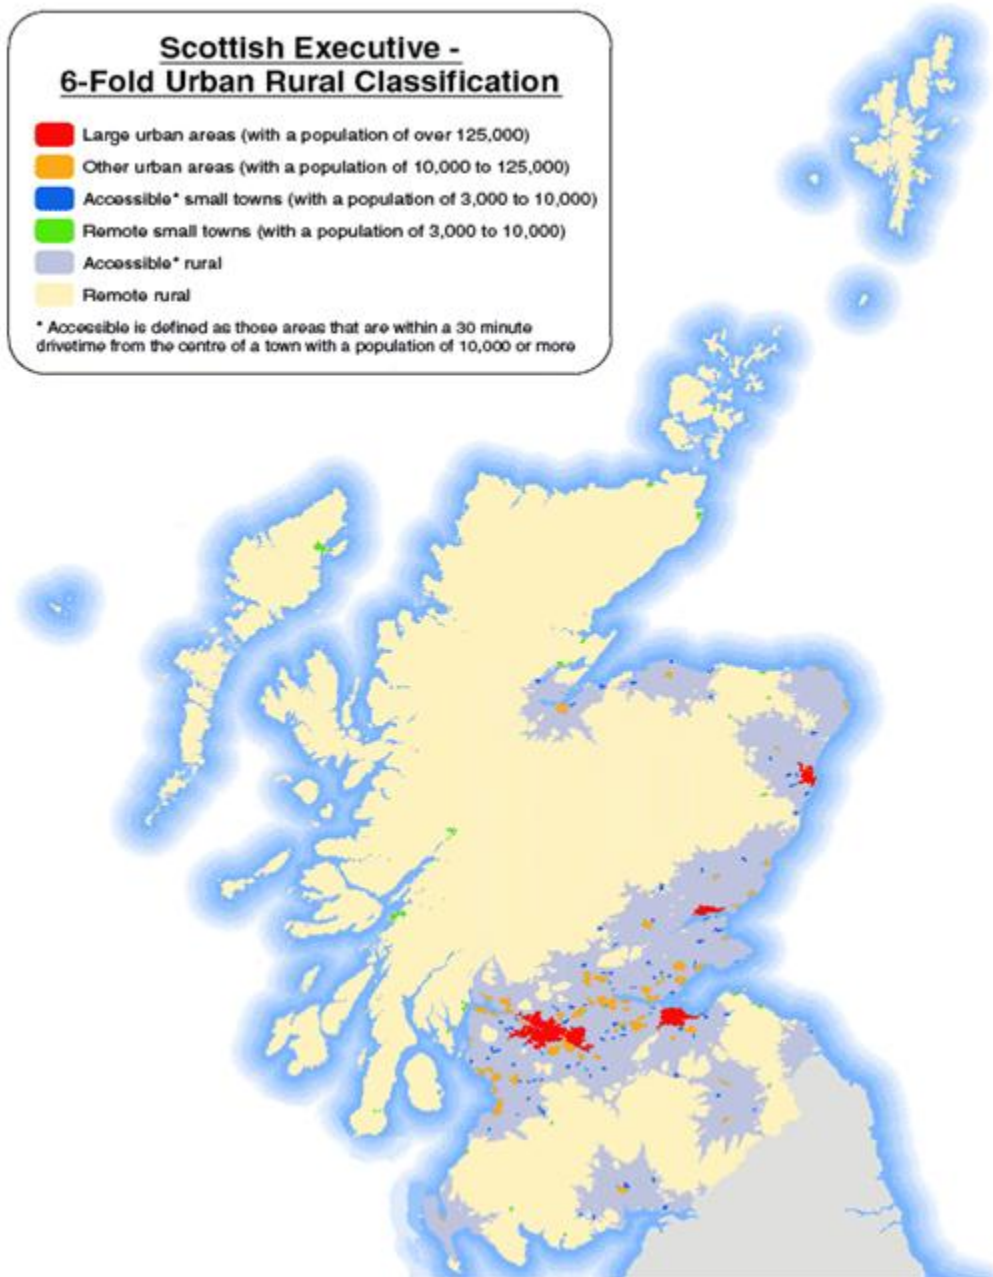 Scottish Executive -
6-Fold Urban Rural Classification
Large urban areas (with a population of over 125,000)
Other urban areas (with a population of 10,000 to 125,000)
Accessible* small towns (with a population of 3,000 to 10,000)
Remote small towns (with a population of 3,000 to 10,000)
Accessible* rural
Remote rural
* Accessible is defined as those areas that are within a 30 minute
drivetime from the centre of a town with a population of 10,000 or more